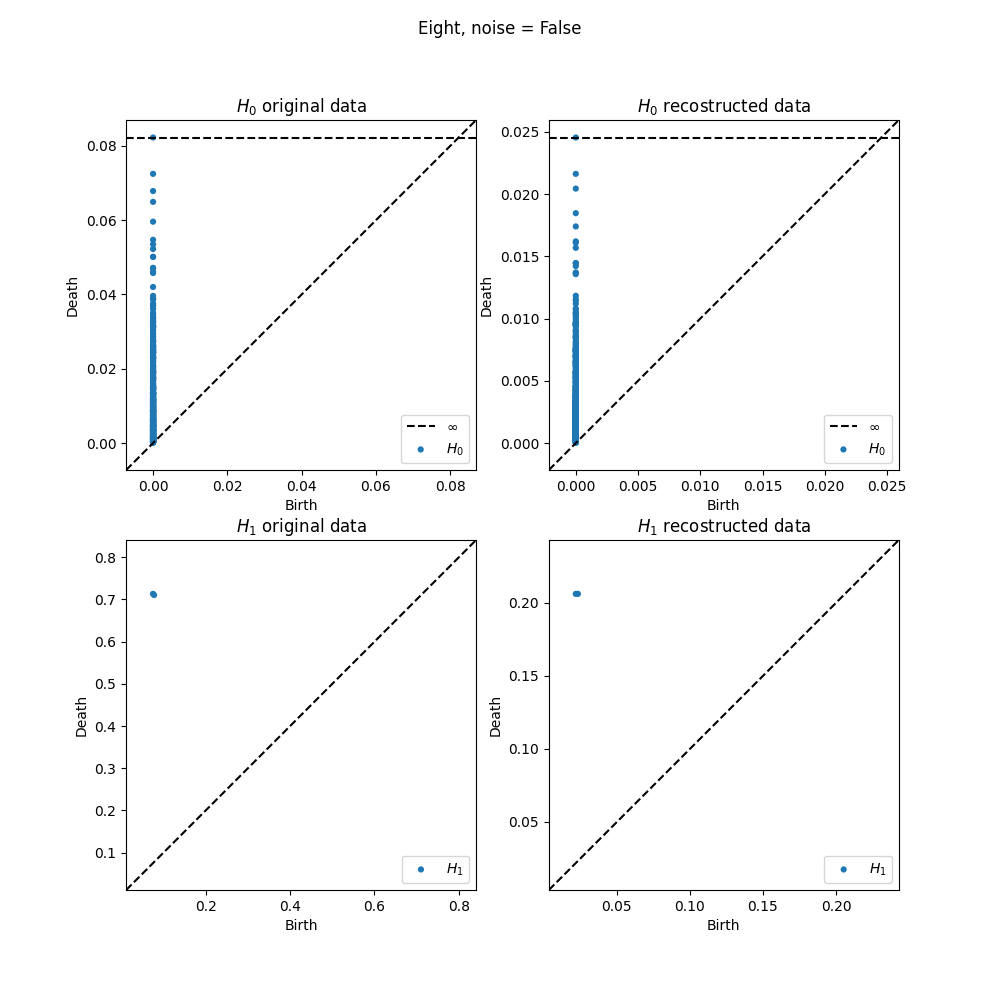 Eight, noise = False
H₀ original data
H₀ recostructed data
Death
0.08
0.06
0.04
0.02
0.00
∞
H₀
0.00 0.02 0.04 0.06 0.08
Birth
Death
0.025
0.020
0.015
0.010
0.005
0.000
∞
H₀
0.000 0.005 0.010 0.015 0.020 0.025
Birth
H₁ original data
H₁ recostructed data
Death
0.8
0.7
0.6
0.5
0.4
0.3
0.2
0.1
H₁
0.2 0.4 0.6 0.8
Birth
Death
0.20
0.15
0.10
0.05
H₁
0.05 0.10 0.15 0.20
Birth